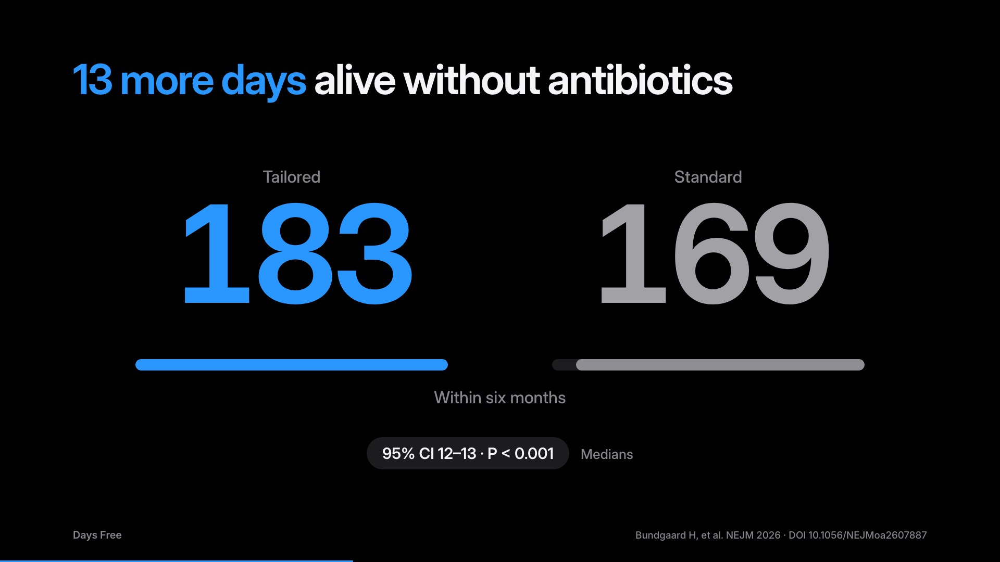 13 more days alive without antibiotics
Tailored
183
Standard
169
Within six months
95% CI 12–13 · P < 0.001
Medians
Days Free
Bundgaard H, et al. NEJM 2026 · DOI 10.1056/NEJMoa2607887